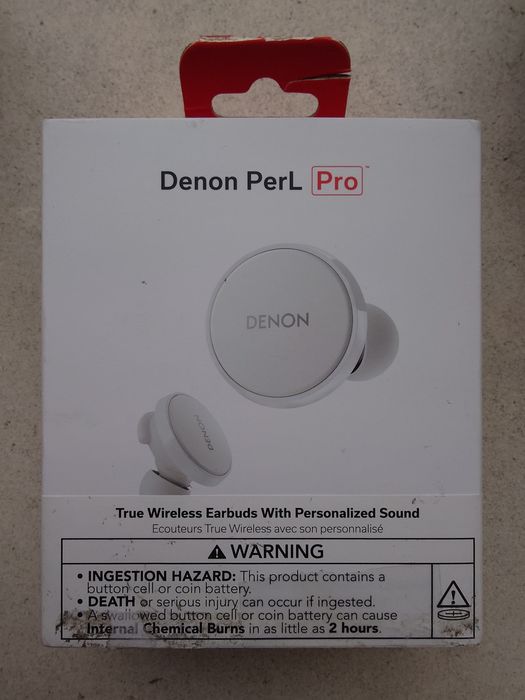 Denon PerL Pro™
DENON
DENON
True Wireless Earbuds With Personalized Sound
Écouteurs True Wireless avec son personnalisé
⚠ WARNING
• INGESTION HAZARD: This product contains a
button cell or coin battery.
• DEATH or serious injury can occur if ingested.
• A swallowed button cell or coin battery can cause
Internal Chemical Burns in as little as 2 hours.